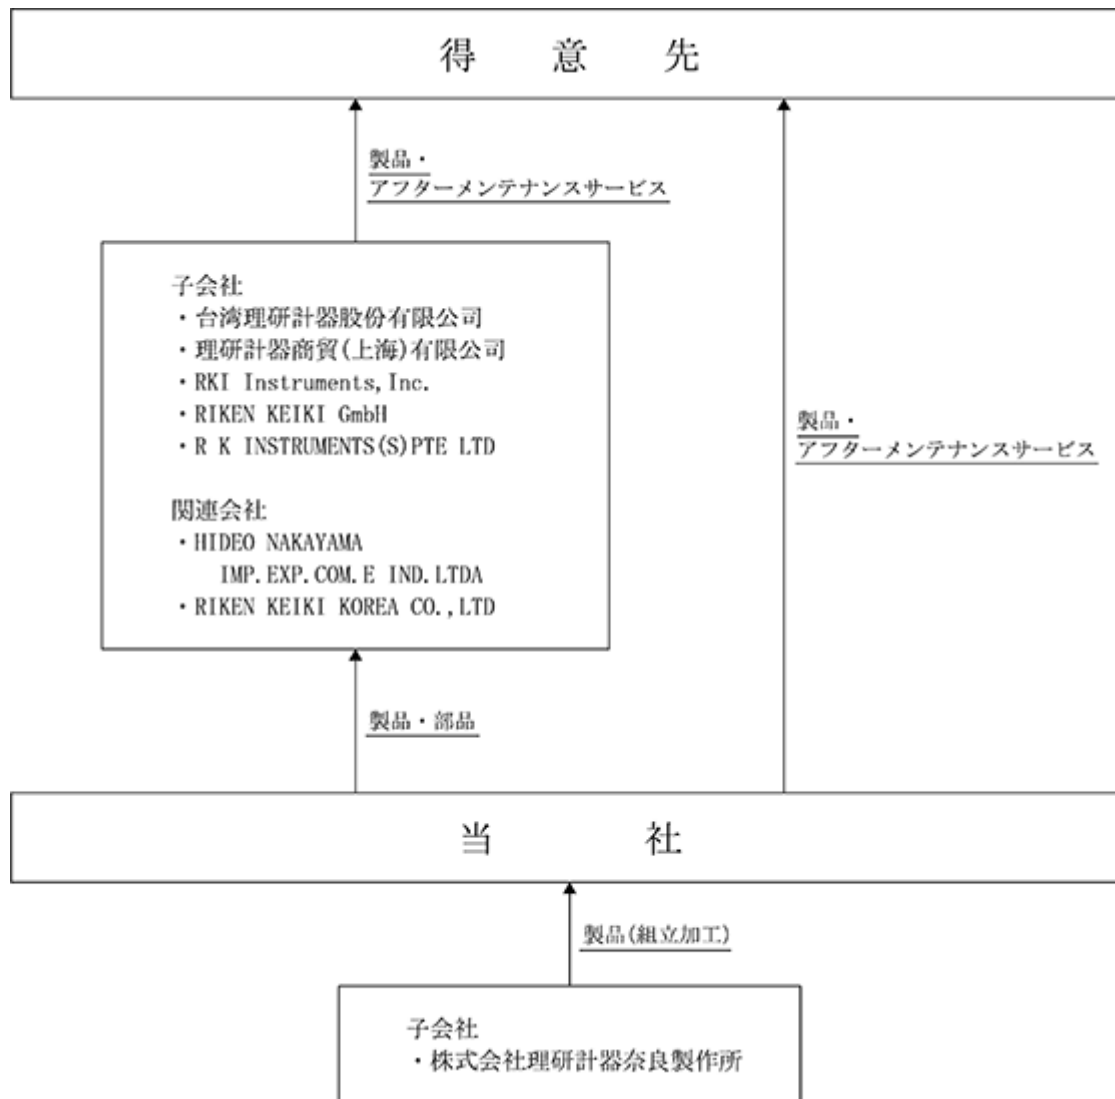 得意先
製品・
アフターメンテナンスサービス
子会社
・台湾理研計器股份有限公司
・理研計器商貿(上海)有限公司
・RKI Instruments,Inc.
・RIKEN KEIKI GmbH
・R K INSTRUMENTS(S)PTE LTD
関連会社
・HIDEO NAKAYAMA
IMP.EXP.COM.E IND.LTDA
・RIKEN KEIKI KOREA CO.,LTD
製品・
アフターメンテナンスサービス
製品・部品
当社
製品(組立加工)
子会社
・株式会社理研計器奈良製作所